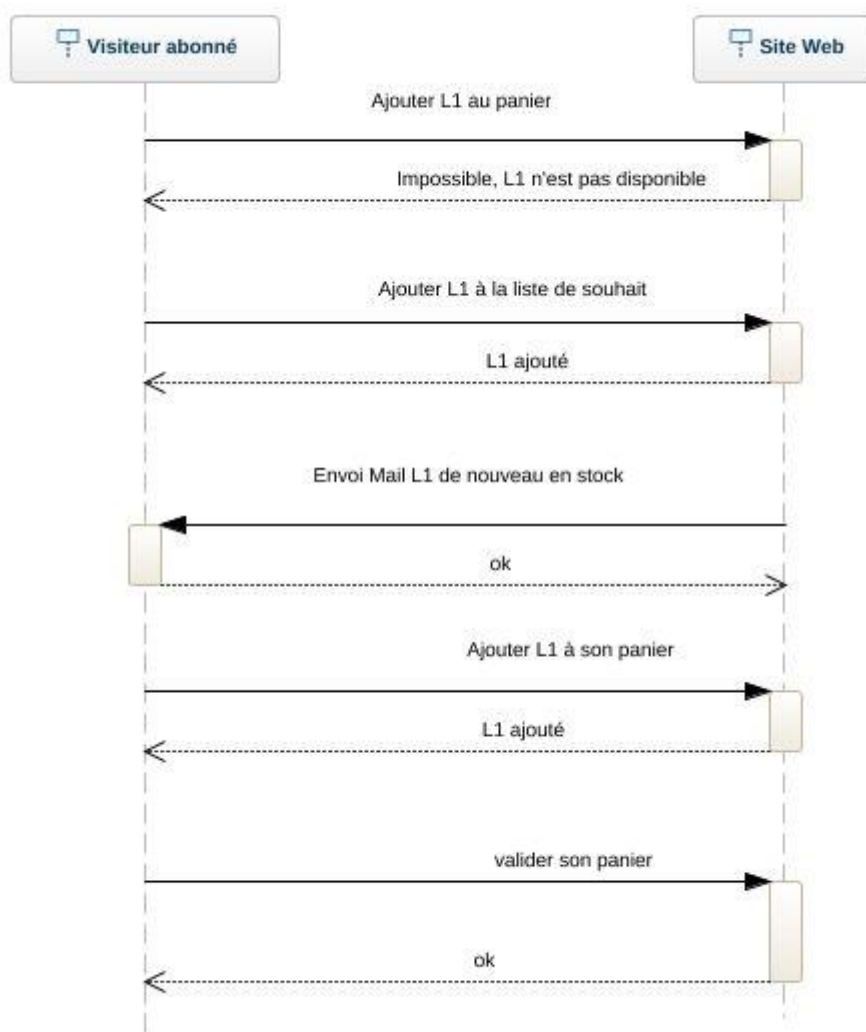 Visiteur abonné
Site Web
Ajouter L1 au panier
Impossible, L1 n'est pas disponible
Ajouter L1 à la liste de souhait
L1 ajouté
Envoi Mail L1 de nouveau en stock
ok
Ajouter L1 à son panier
L1 ajouté
valider son panier
ok